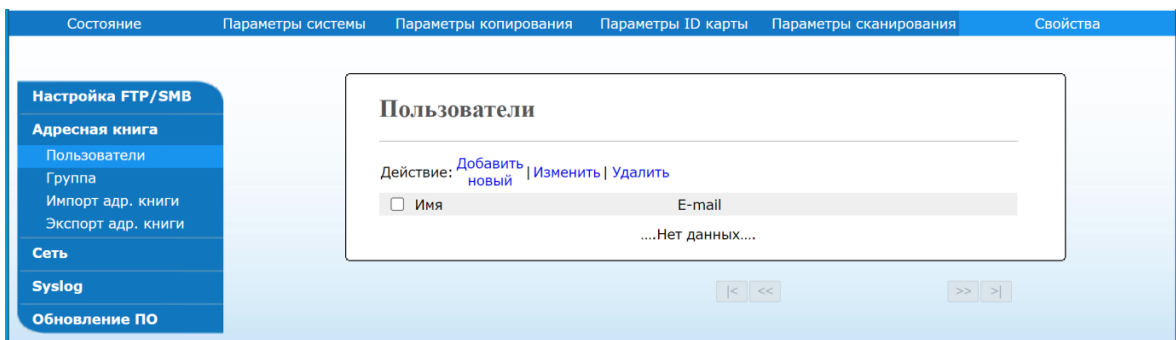 Состояние Параметры системы Параметры копирования Параметры ID карты Параметры сканирования Свойства
Настройка FTP/SMB
Адресная книга
Пользователи
Группа
Импорт адр. книги
Экспорт адр. книги
Сеть
Syslog
Обновление ПО
Пользователи
Действие: Добавить новый | Изменить | Удалить
Имя E-mail
....Нет данных....
|< << >> >|